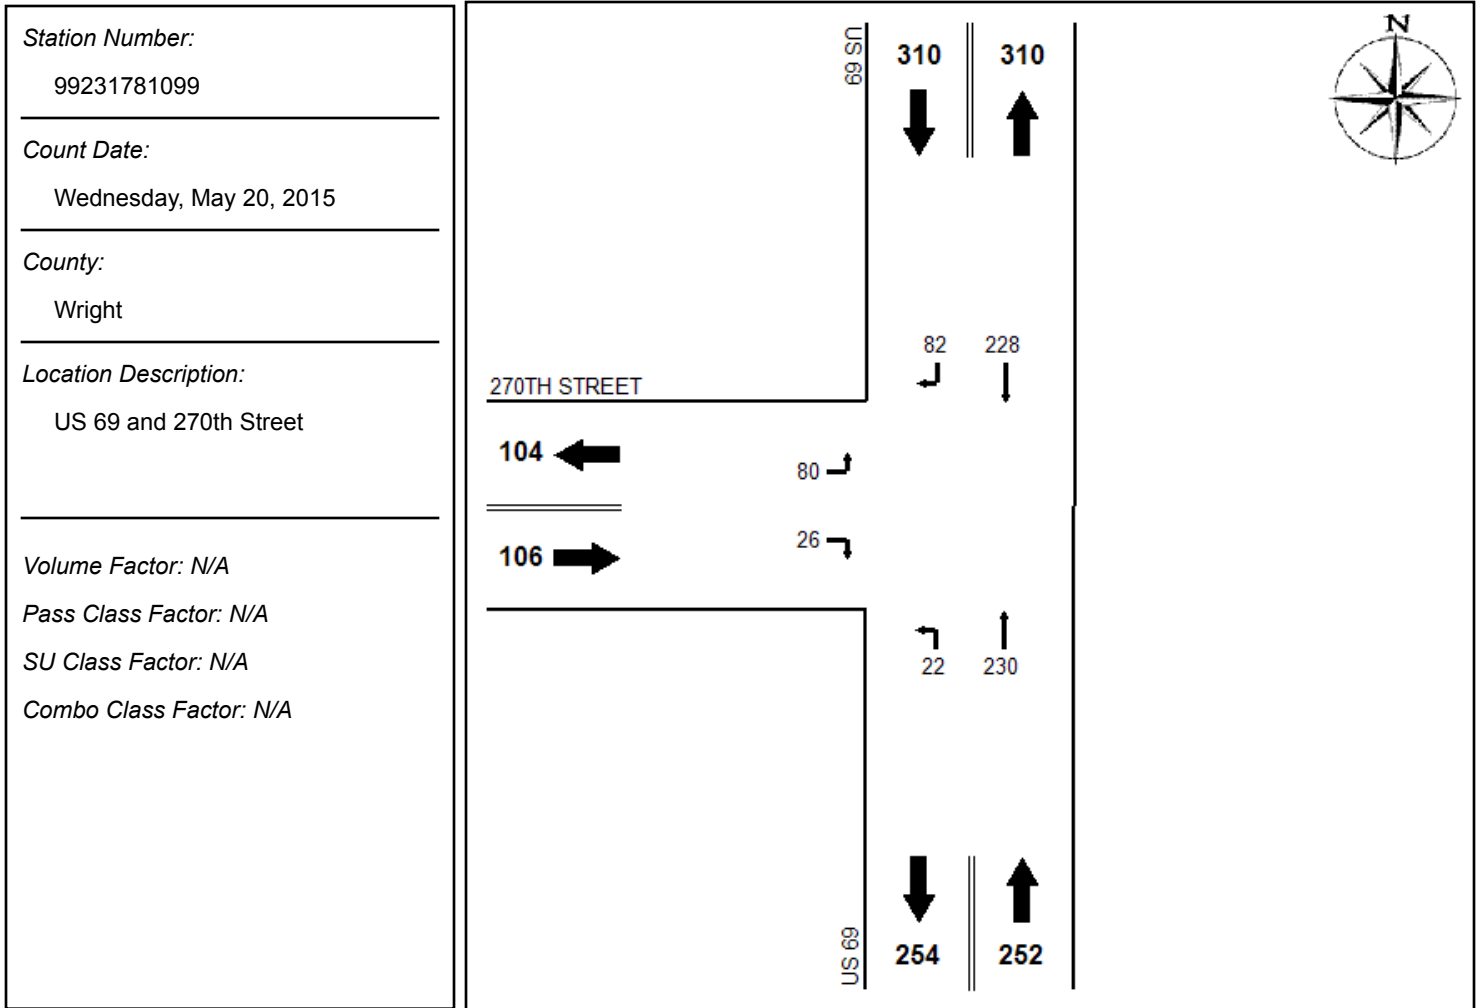 Station Number:
99231781099
Count Date:
Wednesday, May 20, 2015
County:
Wright
Location Description:
US 69 and 270th Street
Volume Factor: N/A
Pass Class Factor: N/A
SU Class Factor: N/A
Combo Class Factor: N/A
US 69
310 310
N
82 228
270TH STREET
104
80
26
106
22 230
US 69
254 252